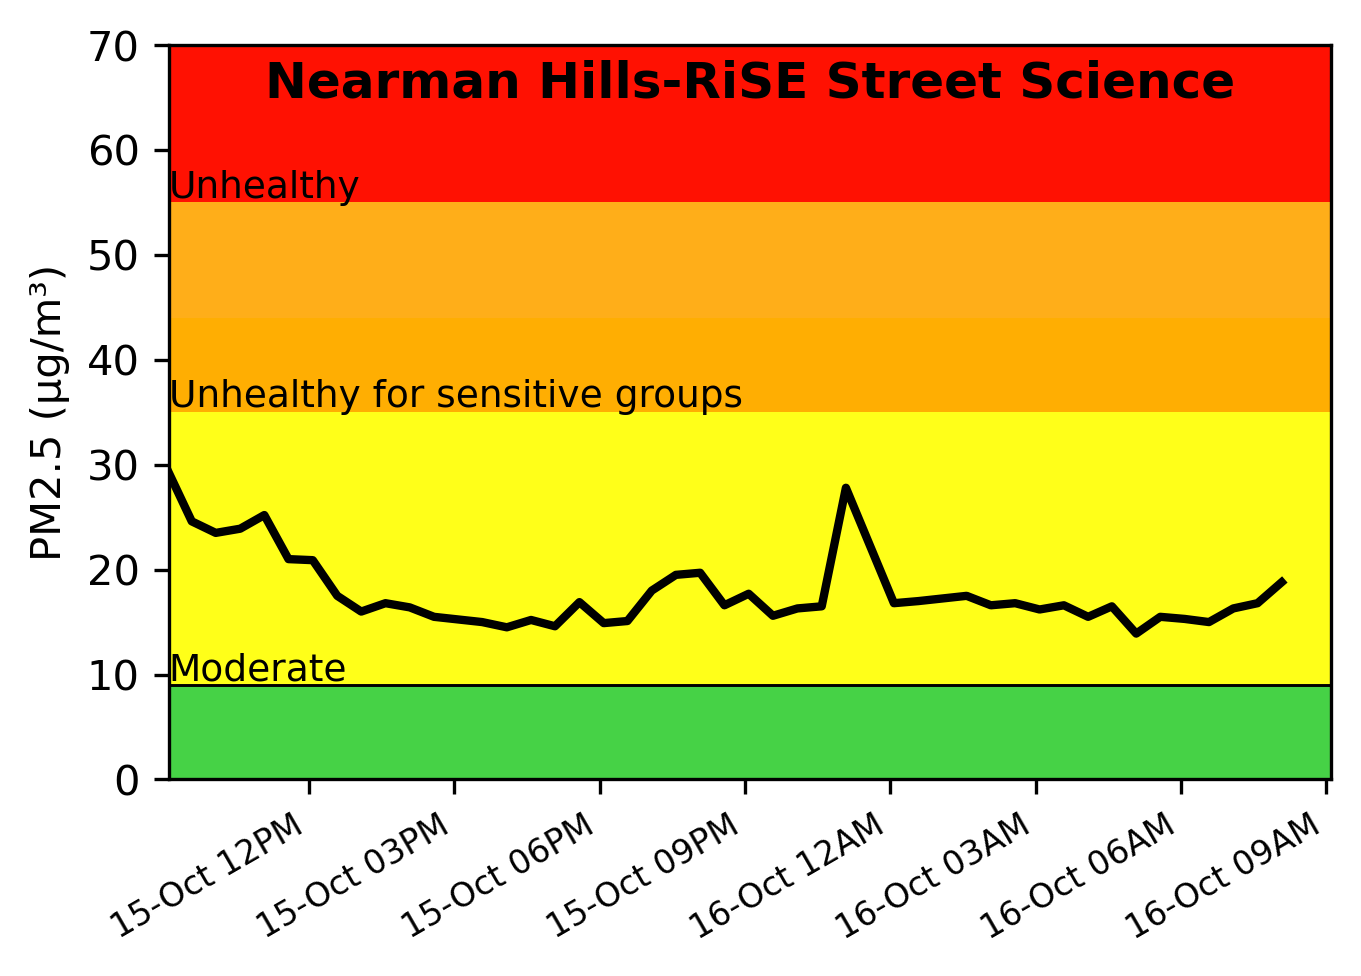 Nearman Hills-RiSE Street Science
70
60
Unhealthy
50
40
Unhealthy for sensitive groups
30
20
Moderate
10
0
PM2.5 (µg/m³)
15-Oct 12PM
15-Oct 03PM
15-Oct 06PM
15-Oct 09PM
16-Oct 12AM
16-Oct 03AM
16-Oct 06AM
16-Oct 09AM